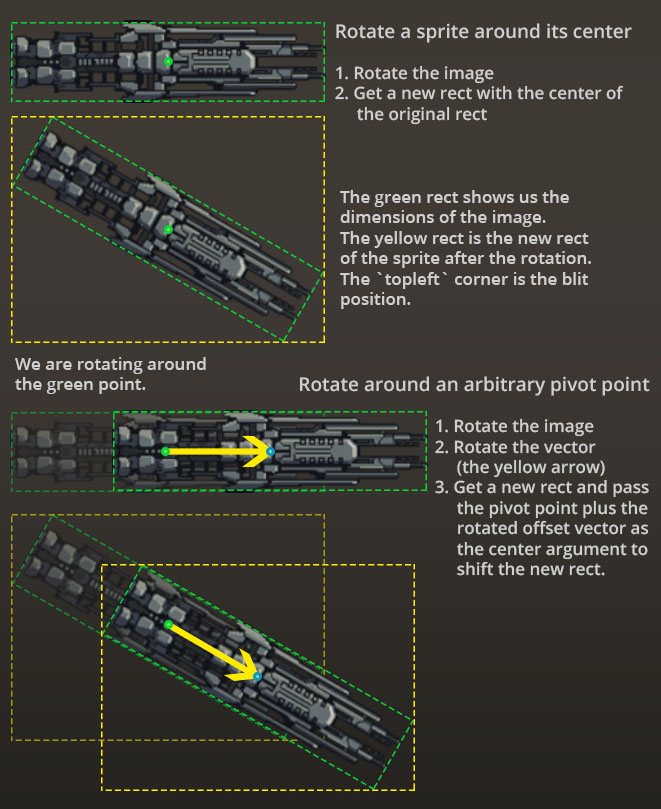 Rotate a sprite around its center
1. Rotate the image
2. Get a new rect with the center of
the original rect
The green rect shows us the
dimensions of the image.
The yellow rect is the new rect
of the sprite after the rotation.
The `topleft` corner is the blit
position.
We are rotating around
the green point.
Rotate around an arbitrary pivot point
1. Rotate the image
2. Rotate the vector
(the yellow arrow)
3. Get a new rect and pass
the pivot point plus the
rotated offset vector as
the center argument to
shift the new rect.